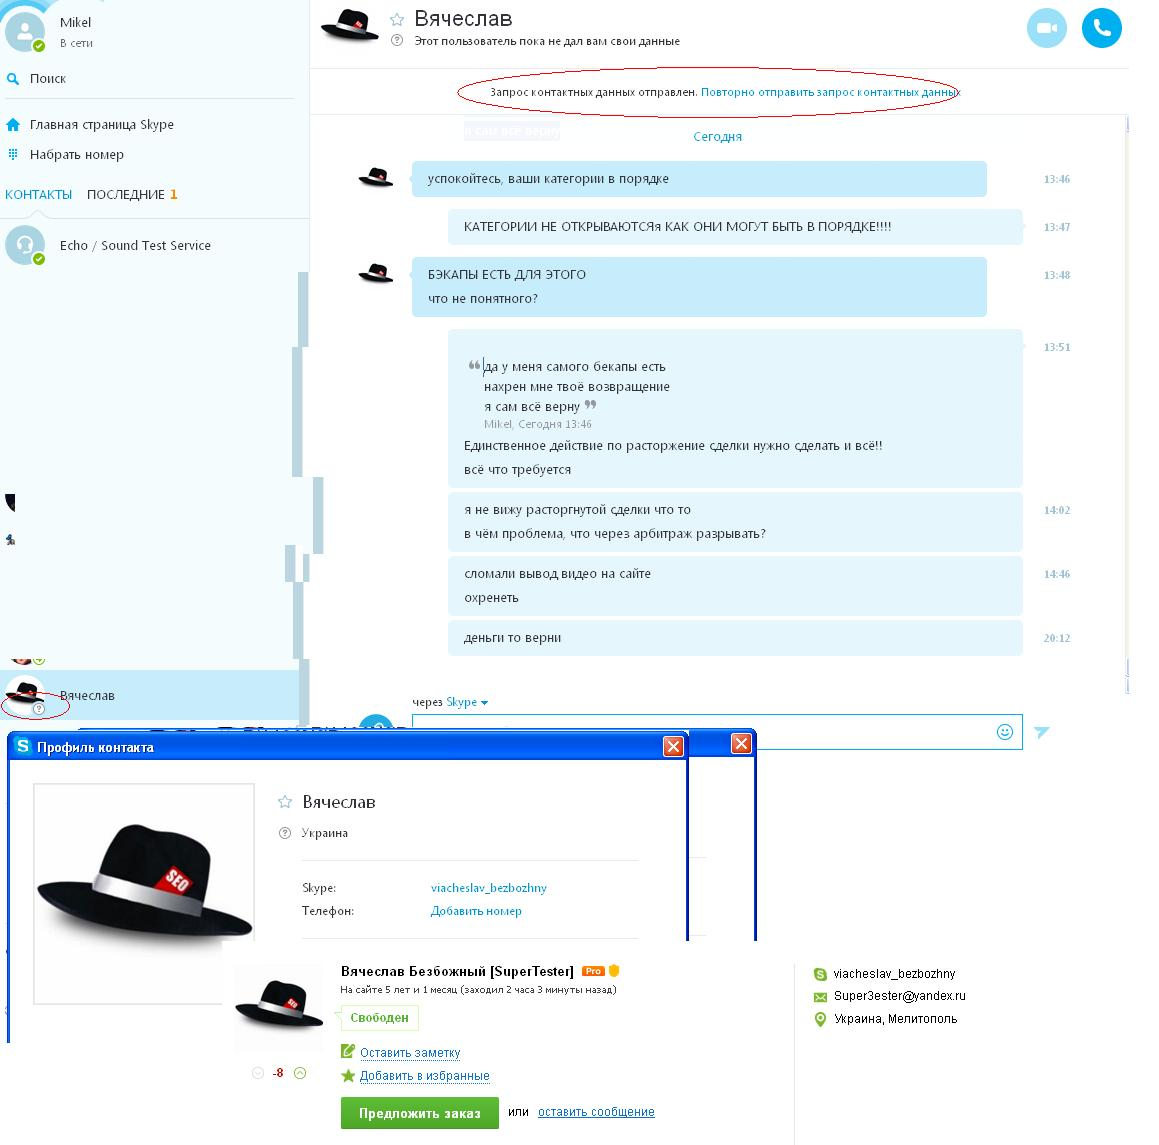 Mikel
В сети
Поиск
Главная страница Skype
Набрать номер
КОНТАКТЫ ПОСЛЕДНИЕ 1
Echo / Sound Test Service
Вячеслав
Вячеслав
Этот пользователь пока не дал вам свои данные
Запрос контактных данных отправлен. Повторно отправить запрос контактных данных
я сам всё верну
Сегодня
успокойтесь, ваши категории в порядке
13:46
КАТЕГОРИИ НЕ ОТКРЫВАЮТСЯя КАК ОНИ МОГУТ БЫТЬ В ПОРЯДКЕ!!!!
13:47
БЭКАПЫ ЕСТЬ ДЛЯ ЭТОГО
13:48
что не понятного?
13:51
да у меня самого бекапы есть
нахрен мне твоё возвращение
я сам всё верну
Mikel, Сегодня 13:46
Единственное действие по расторжение сделки нужно сделать и всё!!
всё что требуется
я не вижу расторгнутой сделки что то
14:02
в чём проблема, что через арбитраж разрывать?
сломали вывод видео на сайте
14:46
охренеть
деньги то верни
20:12
через Skype
Профиль контакта
Вячеслав
Украина
Skype: viacheslav_bezbozhny
Телефон: Добавить номер
SEO
Вячеслав Безбожный [SuperTester] Pro
На сайте 5 лет и 1 месяц (заходил 2 часа 3 минуты назад)
Свободен
Оставить заметку
-8
Добавить в избранные
Предложить заказ или оставить сообщение
SEO
viacheslav_bezbozhny
Super3ester@yandex.ru
Украина, Мелитополь